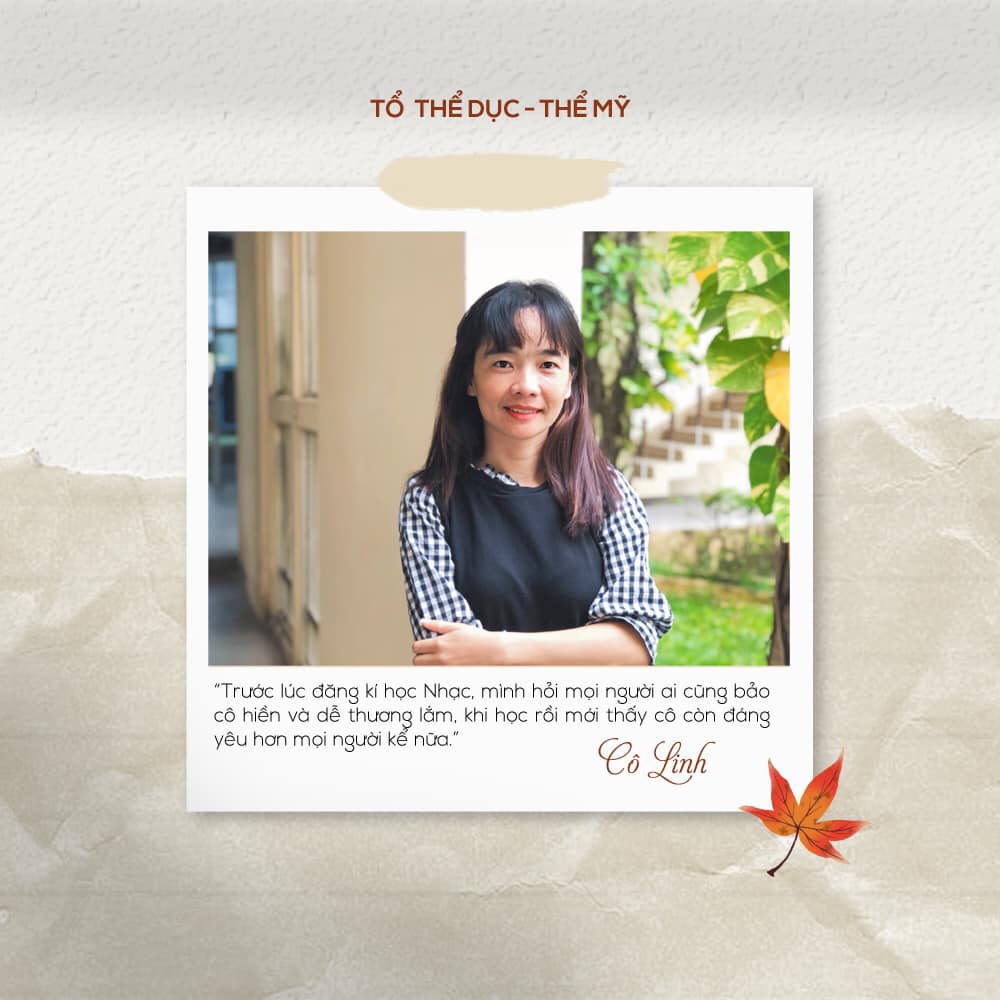 TỔ THỂ DỤC - THỂ MỸ
"Trước lúc đăng kí học Nhạc, mình hỏi mọi người ai cũng bảo
cô hiền và dễ thương lắm, khi học rồi mới thấy cô còn đáng
yêu hơn mọi người kể nữa."
Cô Linh